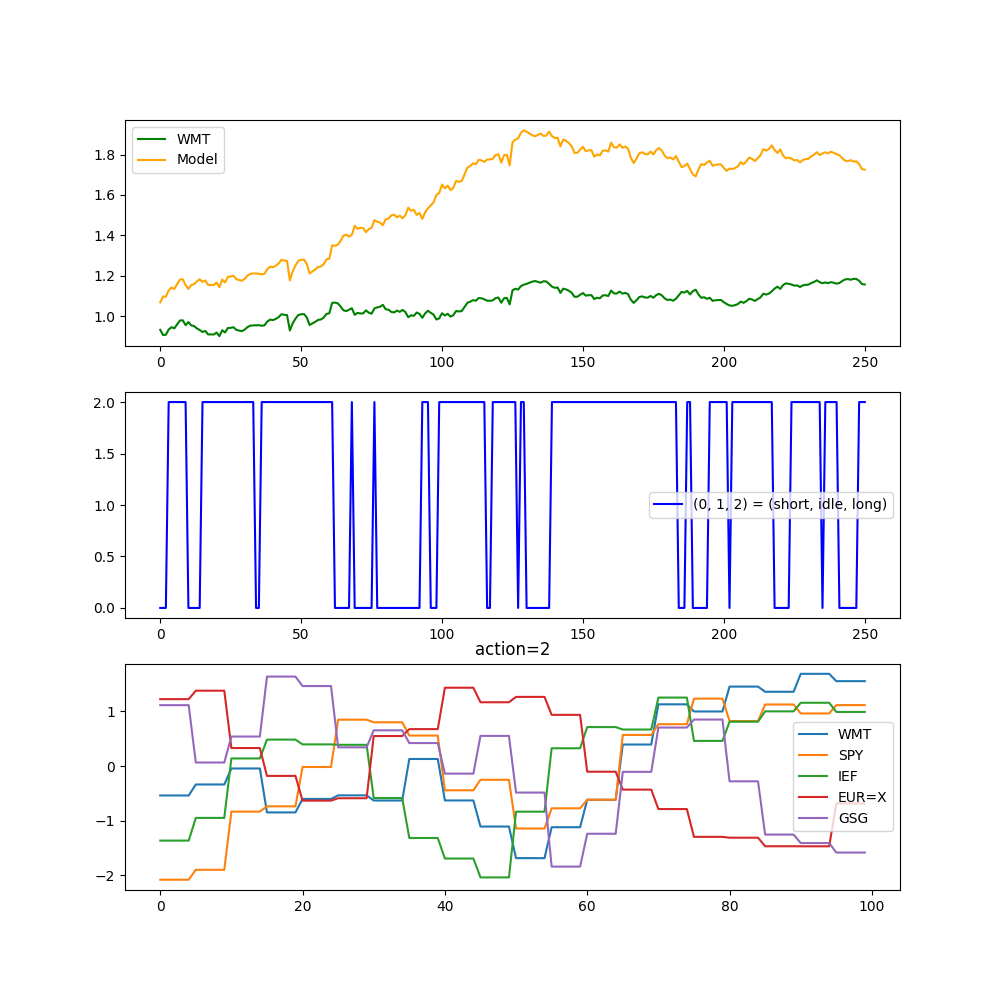 WMT
Model
1.8
1.6
1.4
1.2
1.0
0 50 100 150 200 250
2.0
1.5
1.0
0.5
0.0
(0, 1, 2) = (short, idle, long)
0 50 100 150 200 250
action=2
1
0
−1
−2
WMT
SPY
IEF
EUR=X
GSG
0 20 40 60 80 100